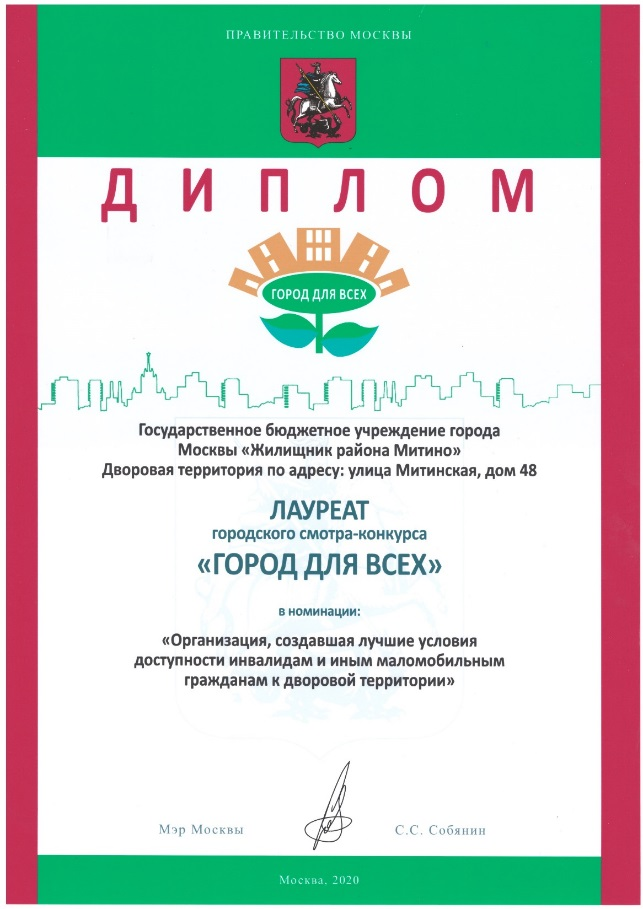 ПРАВИТЕЛЬСТВО МОСКВЫ
ДИПЛОМ
ГОРОД ДЛЯ ВСЕХ
Государственное бюджетное учреждение города
Москвы «Жилищник района Митино»
Дворовая территория по адресу: улица Митинская, дом 48
ЛАУРЕАТ
городского смотра-конкурса
«ГОРОД ДЛЯ ВСЕХ»
в номинации:
«Организация, создавшая лучшие условия
доступности инвалидам и иным маломобильным
гражданам к дворовой территории»
Мэр Москвы
С.С. Собянин
Москва, 2020